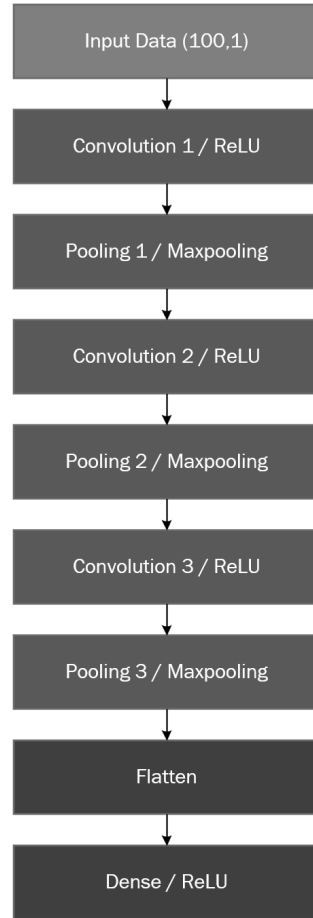 Input Data (100,1)
Convolution 1 / ReLU
Pooling 1 / Maxpooling
Convolution 2 / ReLU
Pooling 2 / Maxpooling
Convolution 3 / ReLU
Pooling 3 / Maxpooling
Flatten
Dense / ReLU